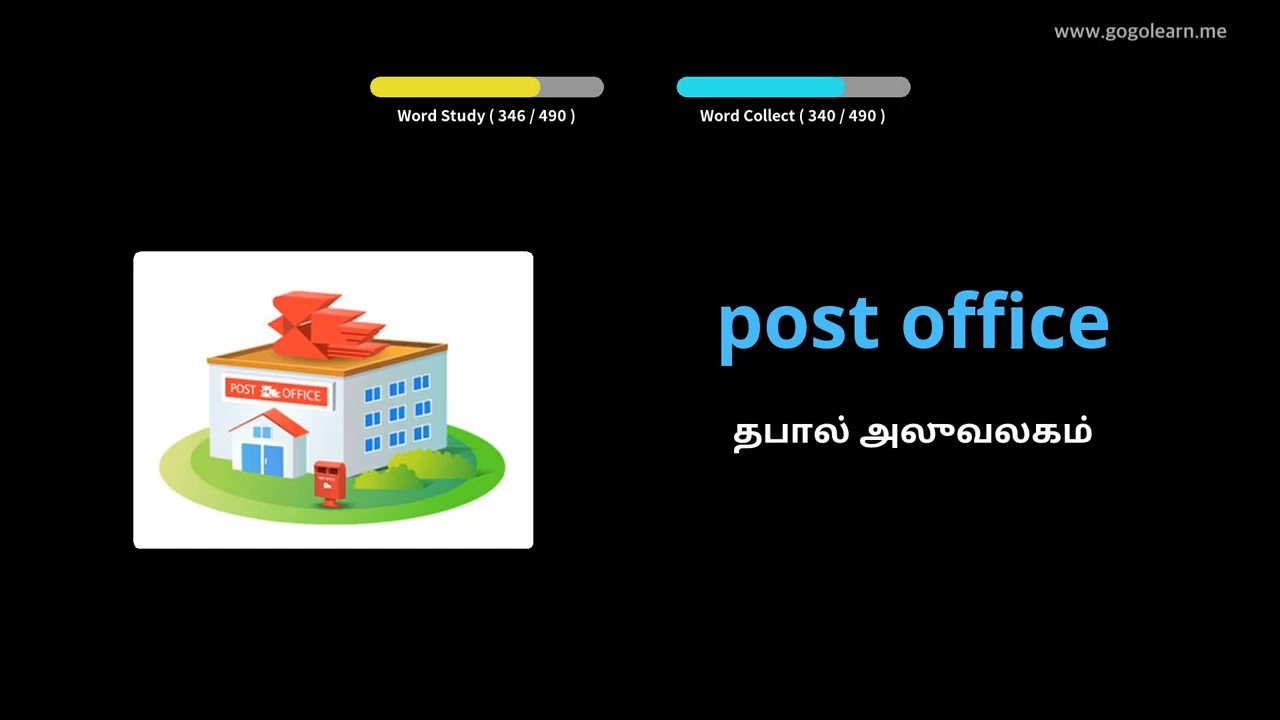 www.gogolearn.me
Word Study ( 346 / 490 )
Word Collect ( 340 / 490 )
POST OFFICE
post office
தபால் அலுவலகம்